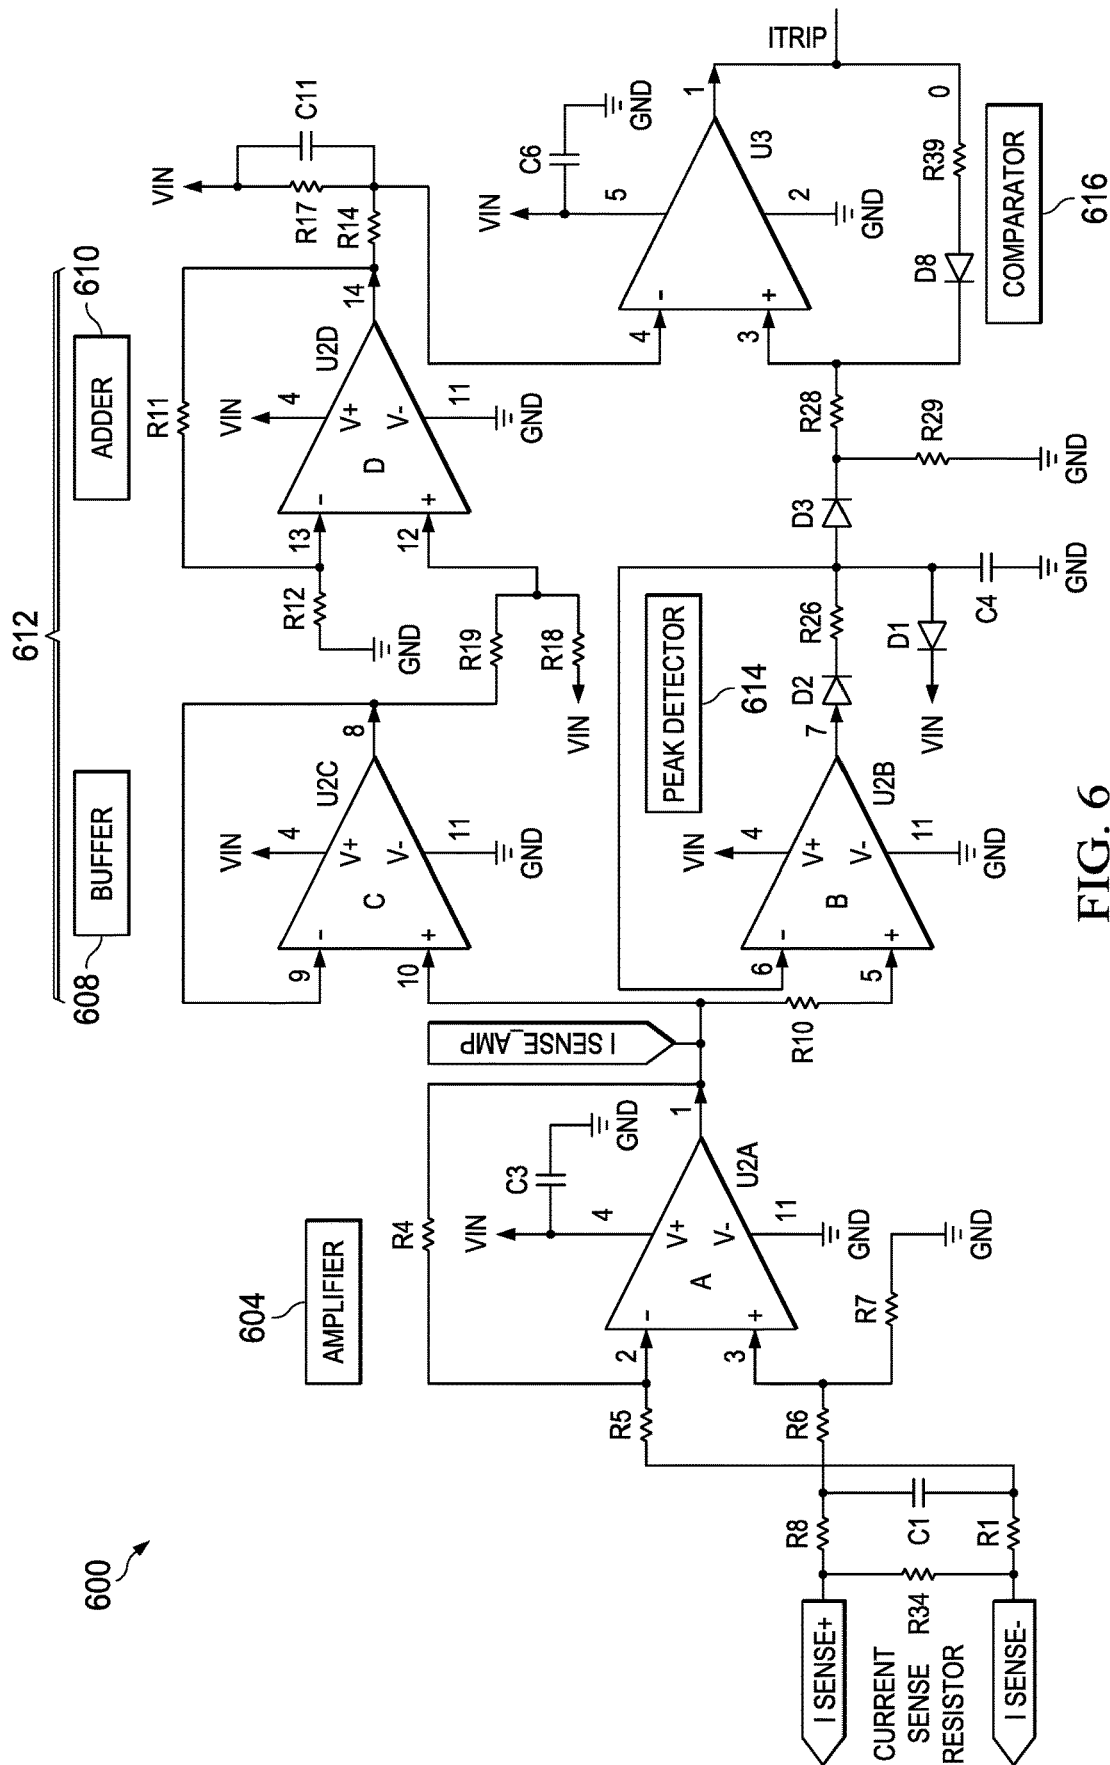 600
612
604
AMPLIFIER
608
BUFFER
610
ADDER
R4
VIN
C3
GND
4
V+
V-
11
GND
A
U2A
2
-
3
+
1
R5
R6
R7
GND
R8
C1
R1
R34
I SENSE+
CURRENT
SENSE
RESISTOR
I SENSE-
I SENSE_AMP
9
-
10
+
C
VIN
4
V+
V-
11
GND
U2C
8
R19
R18
VIN
R12
GND
R11
13
-
12
+
D
VIN
4
V+
V-
11
GND
U2D
14
VIN
R17
C11
R14
R10
6
-
5
+
B
VIN
4
V+
V-
11
GND
U2B
7
PEAK DETECTOR
614
D2
R26
D1
VIN
C4
GND
D3
R28
R29
GND
4
-
3
+
VIN
C6
GND
5
2
GND
U3
1
ITRIP
D8
R39
0
COMPARATOR
616
FIG. 6